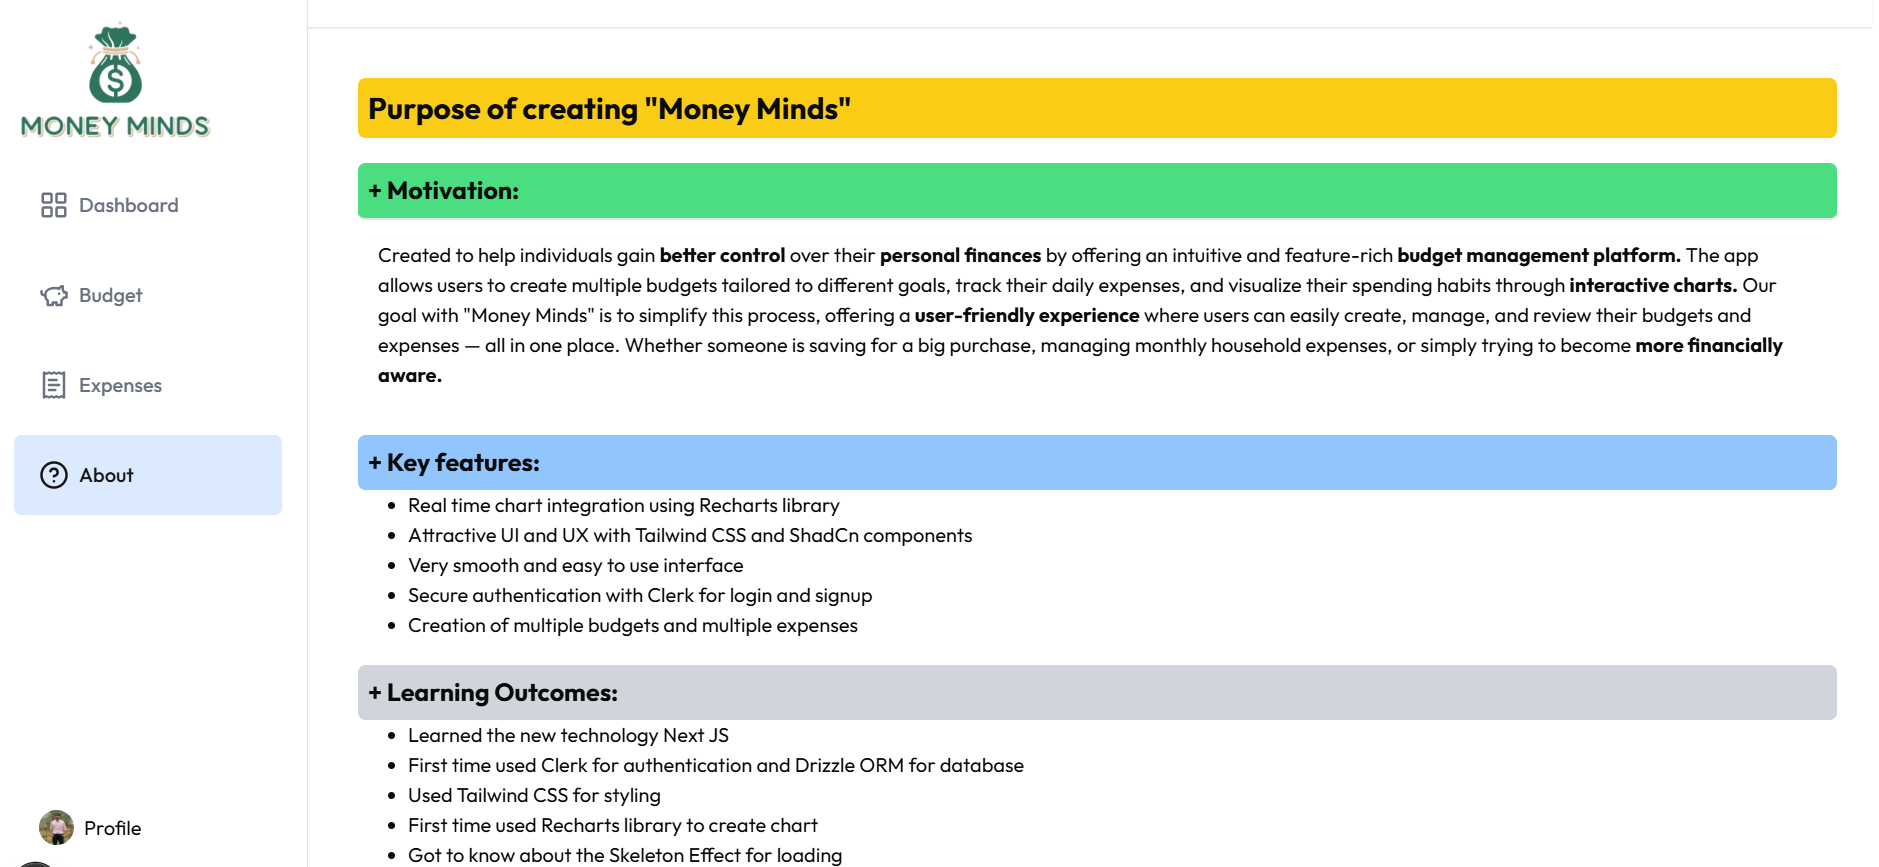 $
MONEY MINDS
Dashboard
Budget
Expenses
About
Profile
Purpose of creating "Money Minds"
+ Motivation:
Created to help individuals gain better control over their personal finances by offering an intuitive and feature-rich budget management platform. The app
allows users to create multiple budgets tailored to different goals, track their daily expenses, and visualize their spending habits through interactive charts. Our
goal with "Money Minds" is to simplify this process, offering a user-friendly experience where users can easily create, manage, and review their budgets and
expenses — all in one place. Whether someone is saving for a big purchase, managing monthly household expenses, or simply trying to become more financially
aware.
+ Key features:
• Real time chart integration using Recharts library
• Attractive UI and UX with Tailwind CSS and ShadCn components
• Very smooth and easy to use interface
• Secure authentication with Clerk for login and signup
• Creation of multiple budgets and multiple expenses
+ Learning Outcomes:
• Learned the new technology Next JS
• First time used Clerk for authentication and Drizzle ORM for database
• Used Tailwind CSS for styling
• First time used Recharts library to create chart
• Got to know about the Skeleton Effect for loading